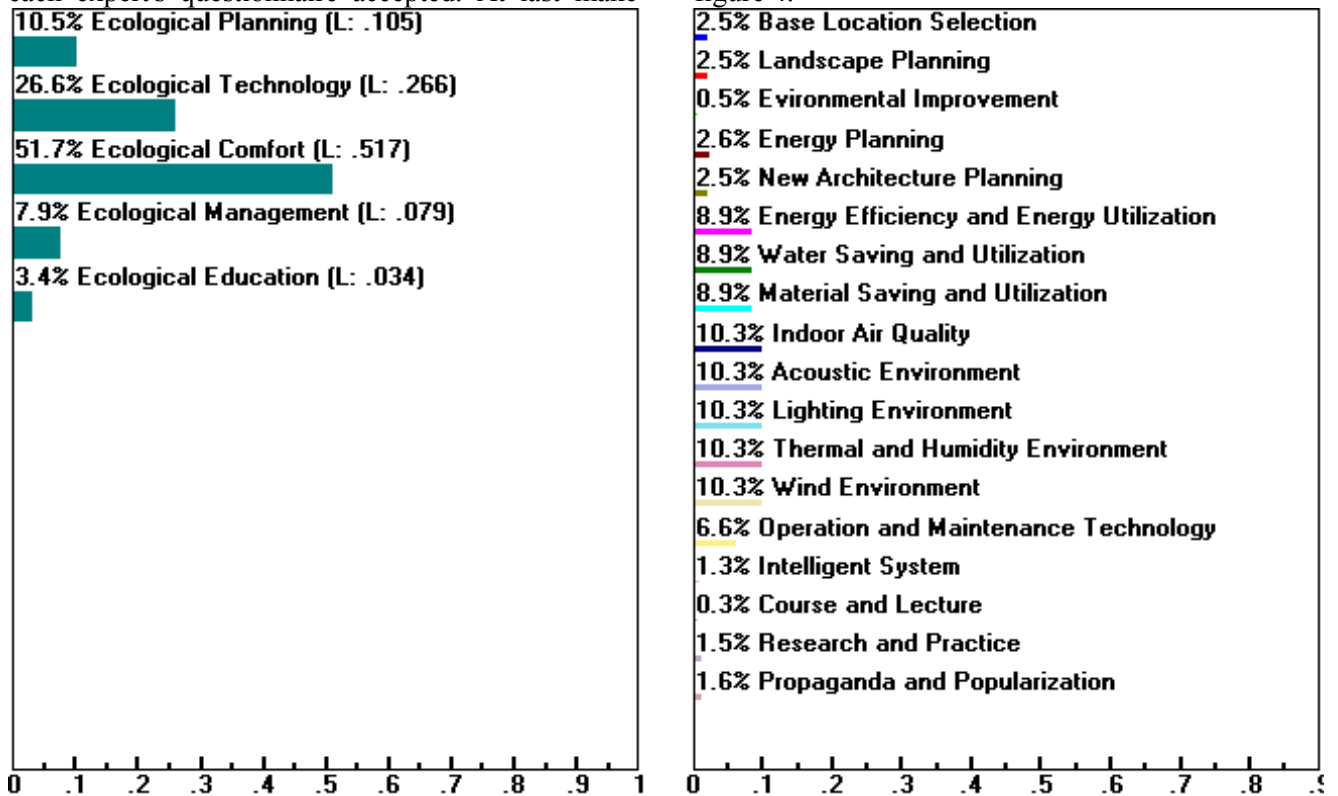 10.5% Ecological Planning (L: .105)
26.6% Ecological Technology (L: .266)
51.7% Ecological Comfort (L: .517)
7.9% Ecological Management (L: .079)
3.4% Ecological Education (L: .034)
0 .1 .2 .3 .4 .5 .6 .7 .8 .9 1
2.5% Base Location Selection
2.5% Landscape Planning
0.5% Evironmental Improvement
2.6% Energy Planning
2.5% New Architecture Planning
8.9% Energy Efficiency and Energy Utilization
8.9% Water Saving and Utilization
8.9% Material Saving and Utilization
10.3% Indoor Air Quality
10.3% Acoustic Environment
10.3% Lighting Environment
10.3% Thermal and Humidity Environment
10.3% Wind Environment
6.6% Operation and Maintenance Technology
1.3% Intelligent System
0.3% Course and Lecture
1.5% Research and Practice
1.6% Propaganda and Popularization
0 .1 .2 .3 .4 .5 .6 .7 .8 .9